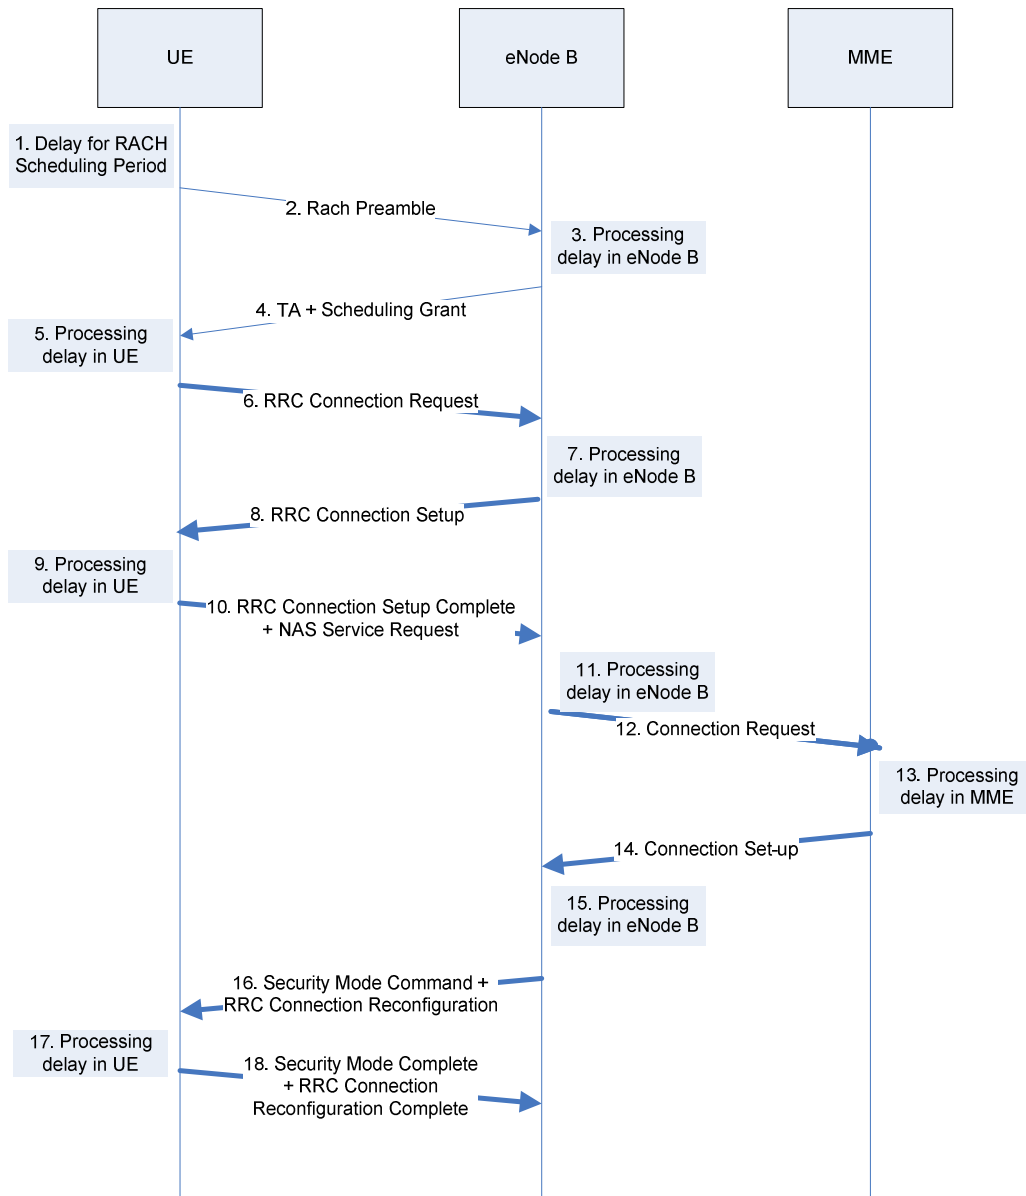 UE
eNode B
MME
1. Delay for RACH
Scheduling Period
2. Rach Preamble
3. Processing
delay in eNode B
4. TA + Scheduling Grant
5. Processing
delay in UE
6. RRC Connection Request
7. Processing
delay in eNode B
8. RRC Connection Setup
9. Processing
delay in UE
10. RRC Connection Setup Complete
+ NAS Service Request
11. Processing
delay in eNode B
12. Connection Request
13. Processing
delay in MME
14. Connection Set-up
15. Processing
delay in eNode B
16. Security Mode Command +
RRC Connection Reconfiguration
17. Processing
delay in UE
18. Security Mode Complete
+ RRC Connection
Reconfiguration Complete